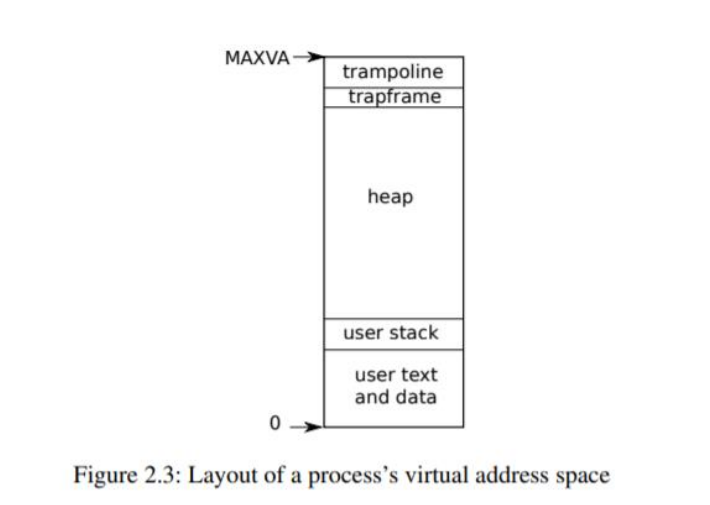 MAXVA
trampoline
trapframe
heap
user stack
user text
and data
0
Figure 2.3: Layout of a process’s virtual address space